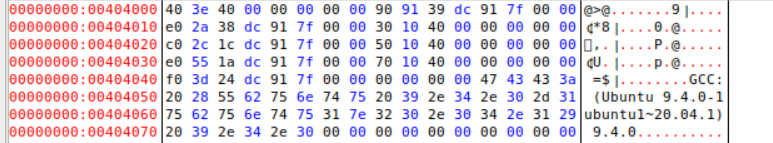 00000000:00404000 40 3e 40 00 00 00 00 00 90 91 39 dc 91 7f 00 00 @>@.......9|....
00000000:00404010 e0 2a 38 dc 91 7f 00 00 30 10 40 00 00 00 00 00 ¢*8|....0.@.....
00000000:00404020 c0 2c 1c dc 91 7f 00 00 50 10 40 00 00 00 00 00 ,.|....P.@.....
00000000:00404030 e0 55 1a dc 91 7f 00 00 70 10 40 00 00 00 00 00 ¢U.|....p.@.....
00000000:00404040 f0 3d 24 dc 91 7f 00 00 00 00 00 00 47 43 43 3a =$|........GCC:
00000000:00404050 20 28 55 62 75 6e 74 75 20 39 2e 34 2e 30 2d 31 (Ubuntu 9.4.0-1
00000000:00404060 75 62 75 6e 74 75 31 7e 32 30 2e 30 34 2e 31 29 ubuntu1~20.04.1)
00000000:00404070 20 39 2e 34 2e 30 00 00 00 00 00 00 00 00 00 00 9.4.0..........